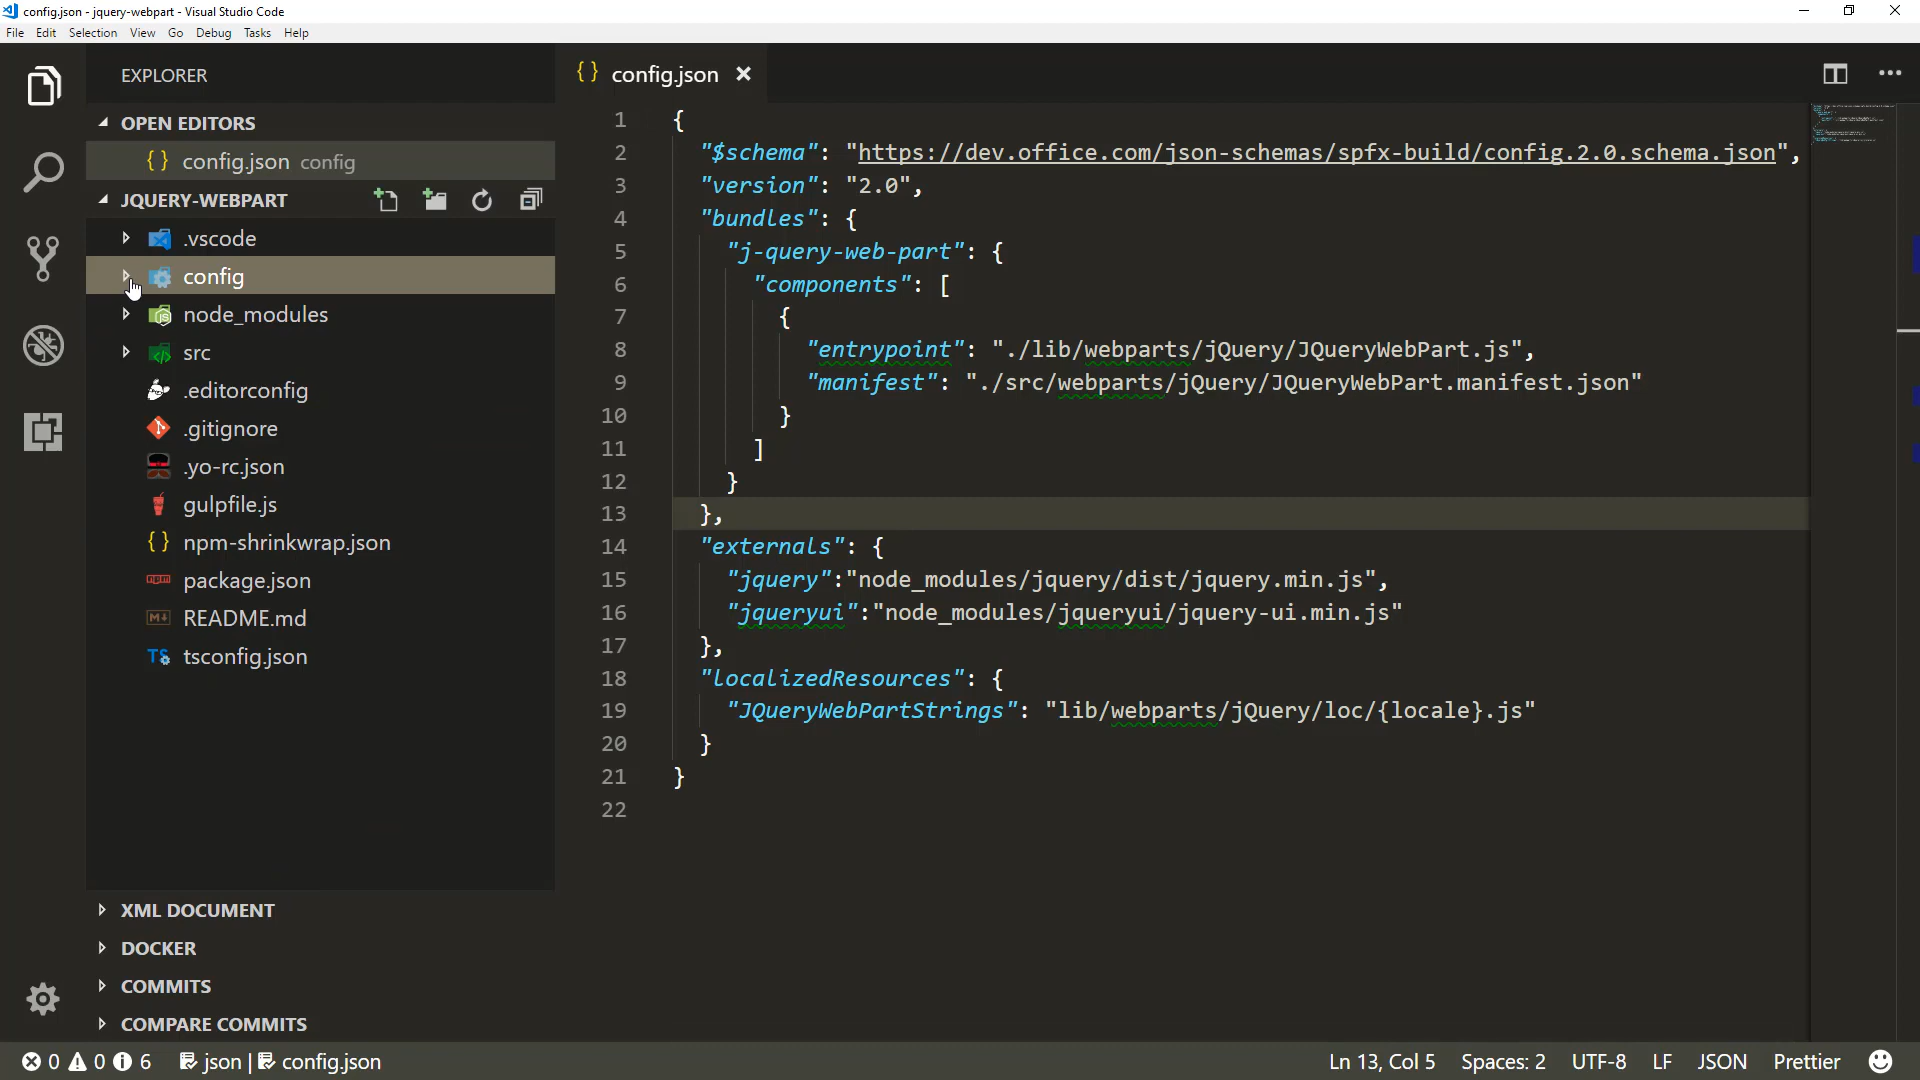 config.json - jquery-webpart - Visual Studio Code
File Edit Selection View Go Debug Tasks Help
EXPLORER
OPEN EDITORS
{} config.json config
JQUERY-WEBPART
.vscode
config
node_modules
src
.editorconfig
.gitignore
.yo-rc.json
gulpfile.js
{} npm-shrinkwrap.json
package.json
README.md
TS tsconfig.json
XML DOCUMENT
DOCKER
COMMITS
COMPARE COMMITS
{} config.json
1 {
2 "$schema": "https://dev.office.com/json-schemas/spfx-build/config.2.0.schema.json",
3 "version": "2.0",
4 "bundles": {
5 "j-query-web-part": {
6 "components": [
7 {
8 "entrypoint": "./lib/webparts/jQuery/JQueryWebPart.js",
9 "manifest": "./src/webparts/jQuery/JQueryWebPart.manifest.json"
10 }
11 ]
12 }
13 },
14 "externals": {
15 "jquery":"node_modules/jquery/dist/jquery.min.js",
16 "jqueryui":"node_modules/jqueryui/jquery-ui.min.js"
17 },
18 "localizedResources": {
19 "JQueryWebPartStrings": "lib/webparts/jQuery/loc/{locale}.js"
20 }
21 }
22
0 0 6 json | config.json
Ln 13, Col 5 Spaces: 2 UTF-8 LF JSON Prettier